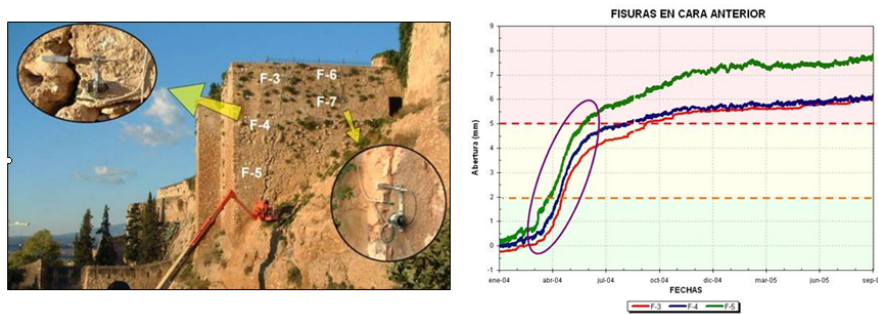 F-3
F-6
F-7
F-4
F-5
FISURAS EN CARA ANTERIOR
Abertura (mm)
9
8
7
6
5
4
3
2
1
0
-1
ene-04
abr-04
jul-04
oct-04
dic-04
mar-05
jun-05
sep-0
FECHAS
F-3
F-4
F-5